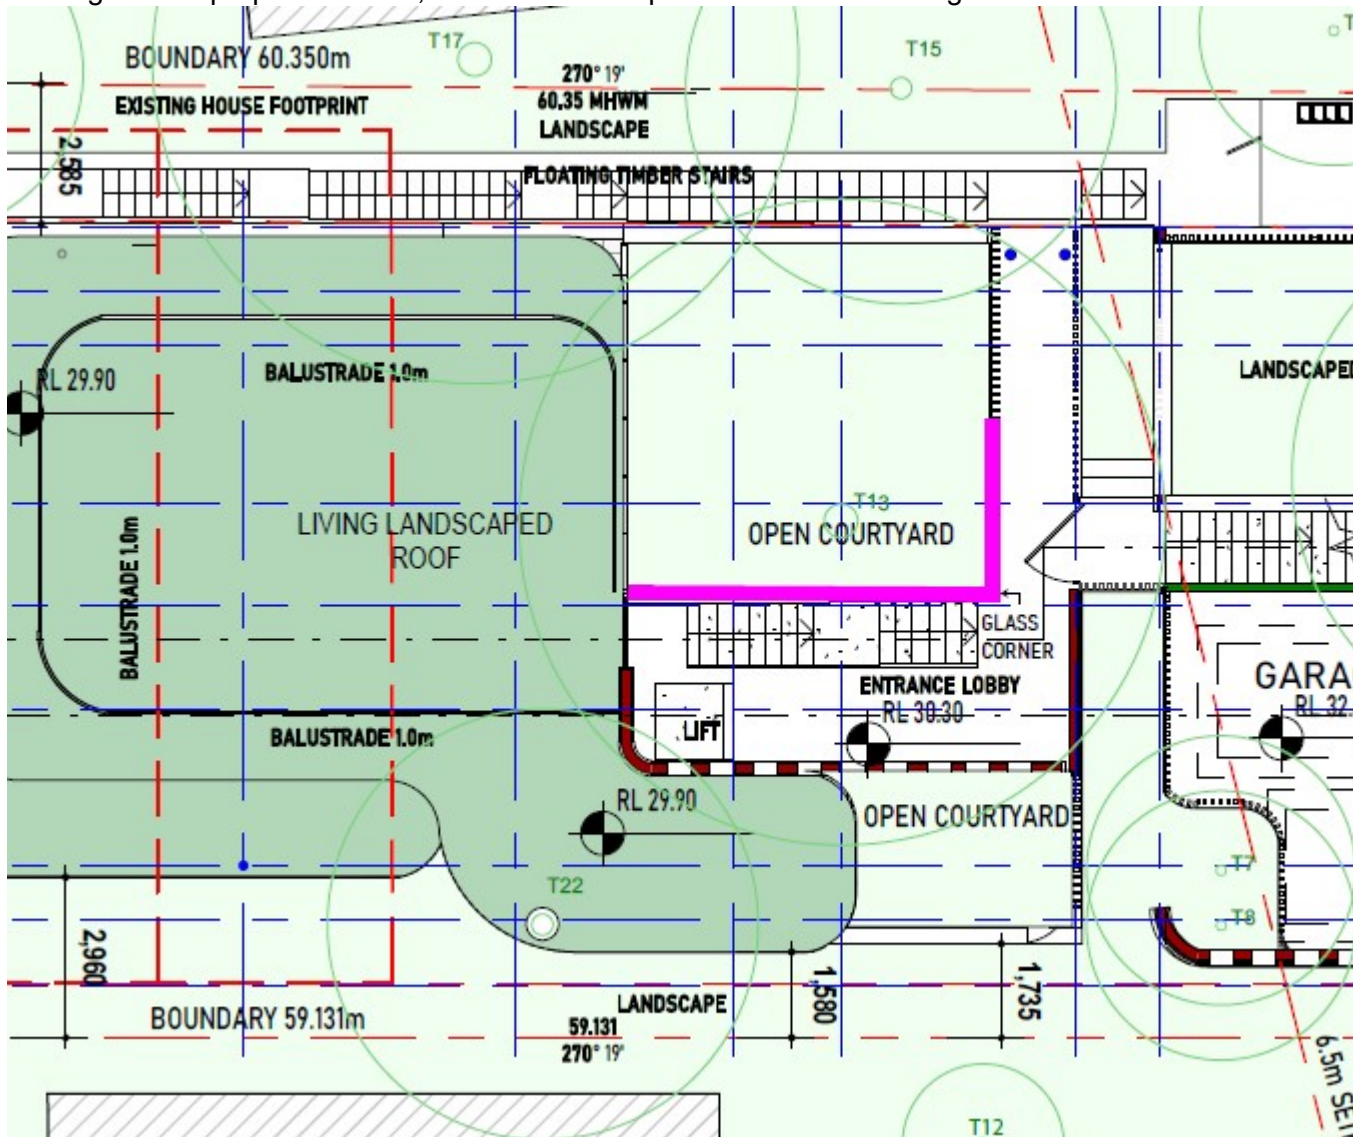 T17
T15
BOUNDARY 60.350m
270° 19'
60.35 MHWM
LANDSCAPE
EXISTING HOUSE FOOTPRINT
2,585
FLOATING TIMBER STAIRS
RL 29.90
BALUSTRADE 1.0m
LANDSCAPED
T13
LIVING LANDSCAPED
ROOF
OPEN COURTYARD
BALUSTRADE 1.0m
GLASS
CORNER
ENTRANCE LOBBY
RL 30.30
GARA
RL 32.
LIFT
BALUSTRADE 1.0m
RL 29.90
OPEN COURTYARD
T7
T22
T8
2,960
1,580
1,735
LANDSCAPE
BOUNDARY 59.131m
59.131
270° 19'
6.5m SET
T12